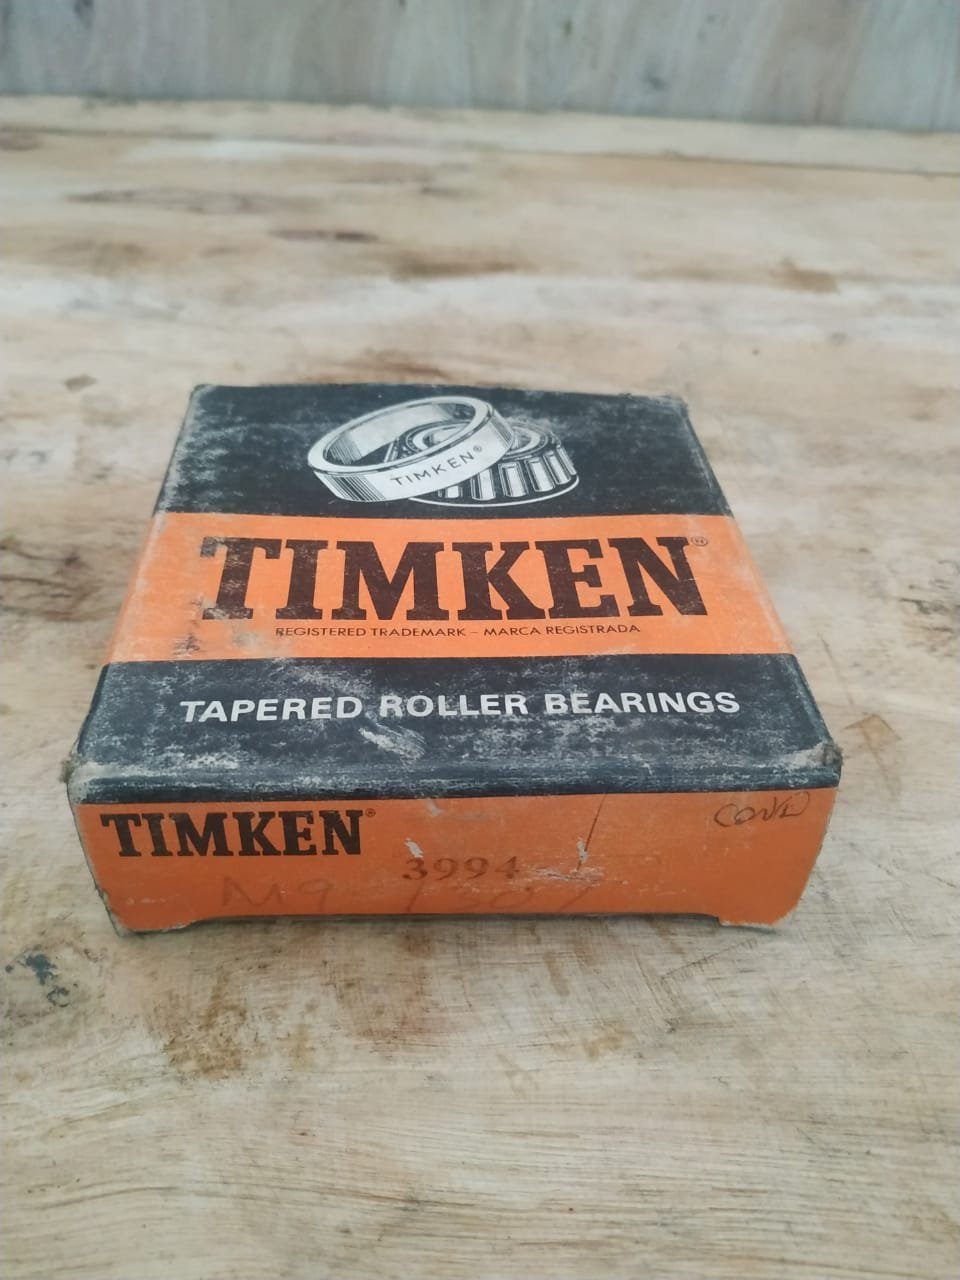 TIMKEN®
TIMKEN®
REGISTERED TRADEMARK – MARCA REGISTRADA
TAPERED ROLLER BEARINGS
TIMKEN®
3994